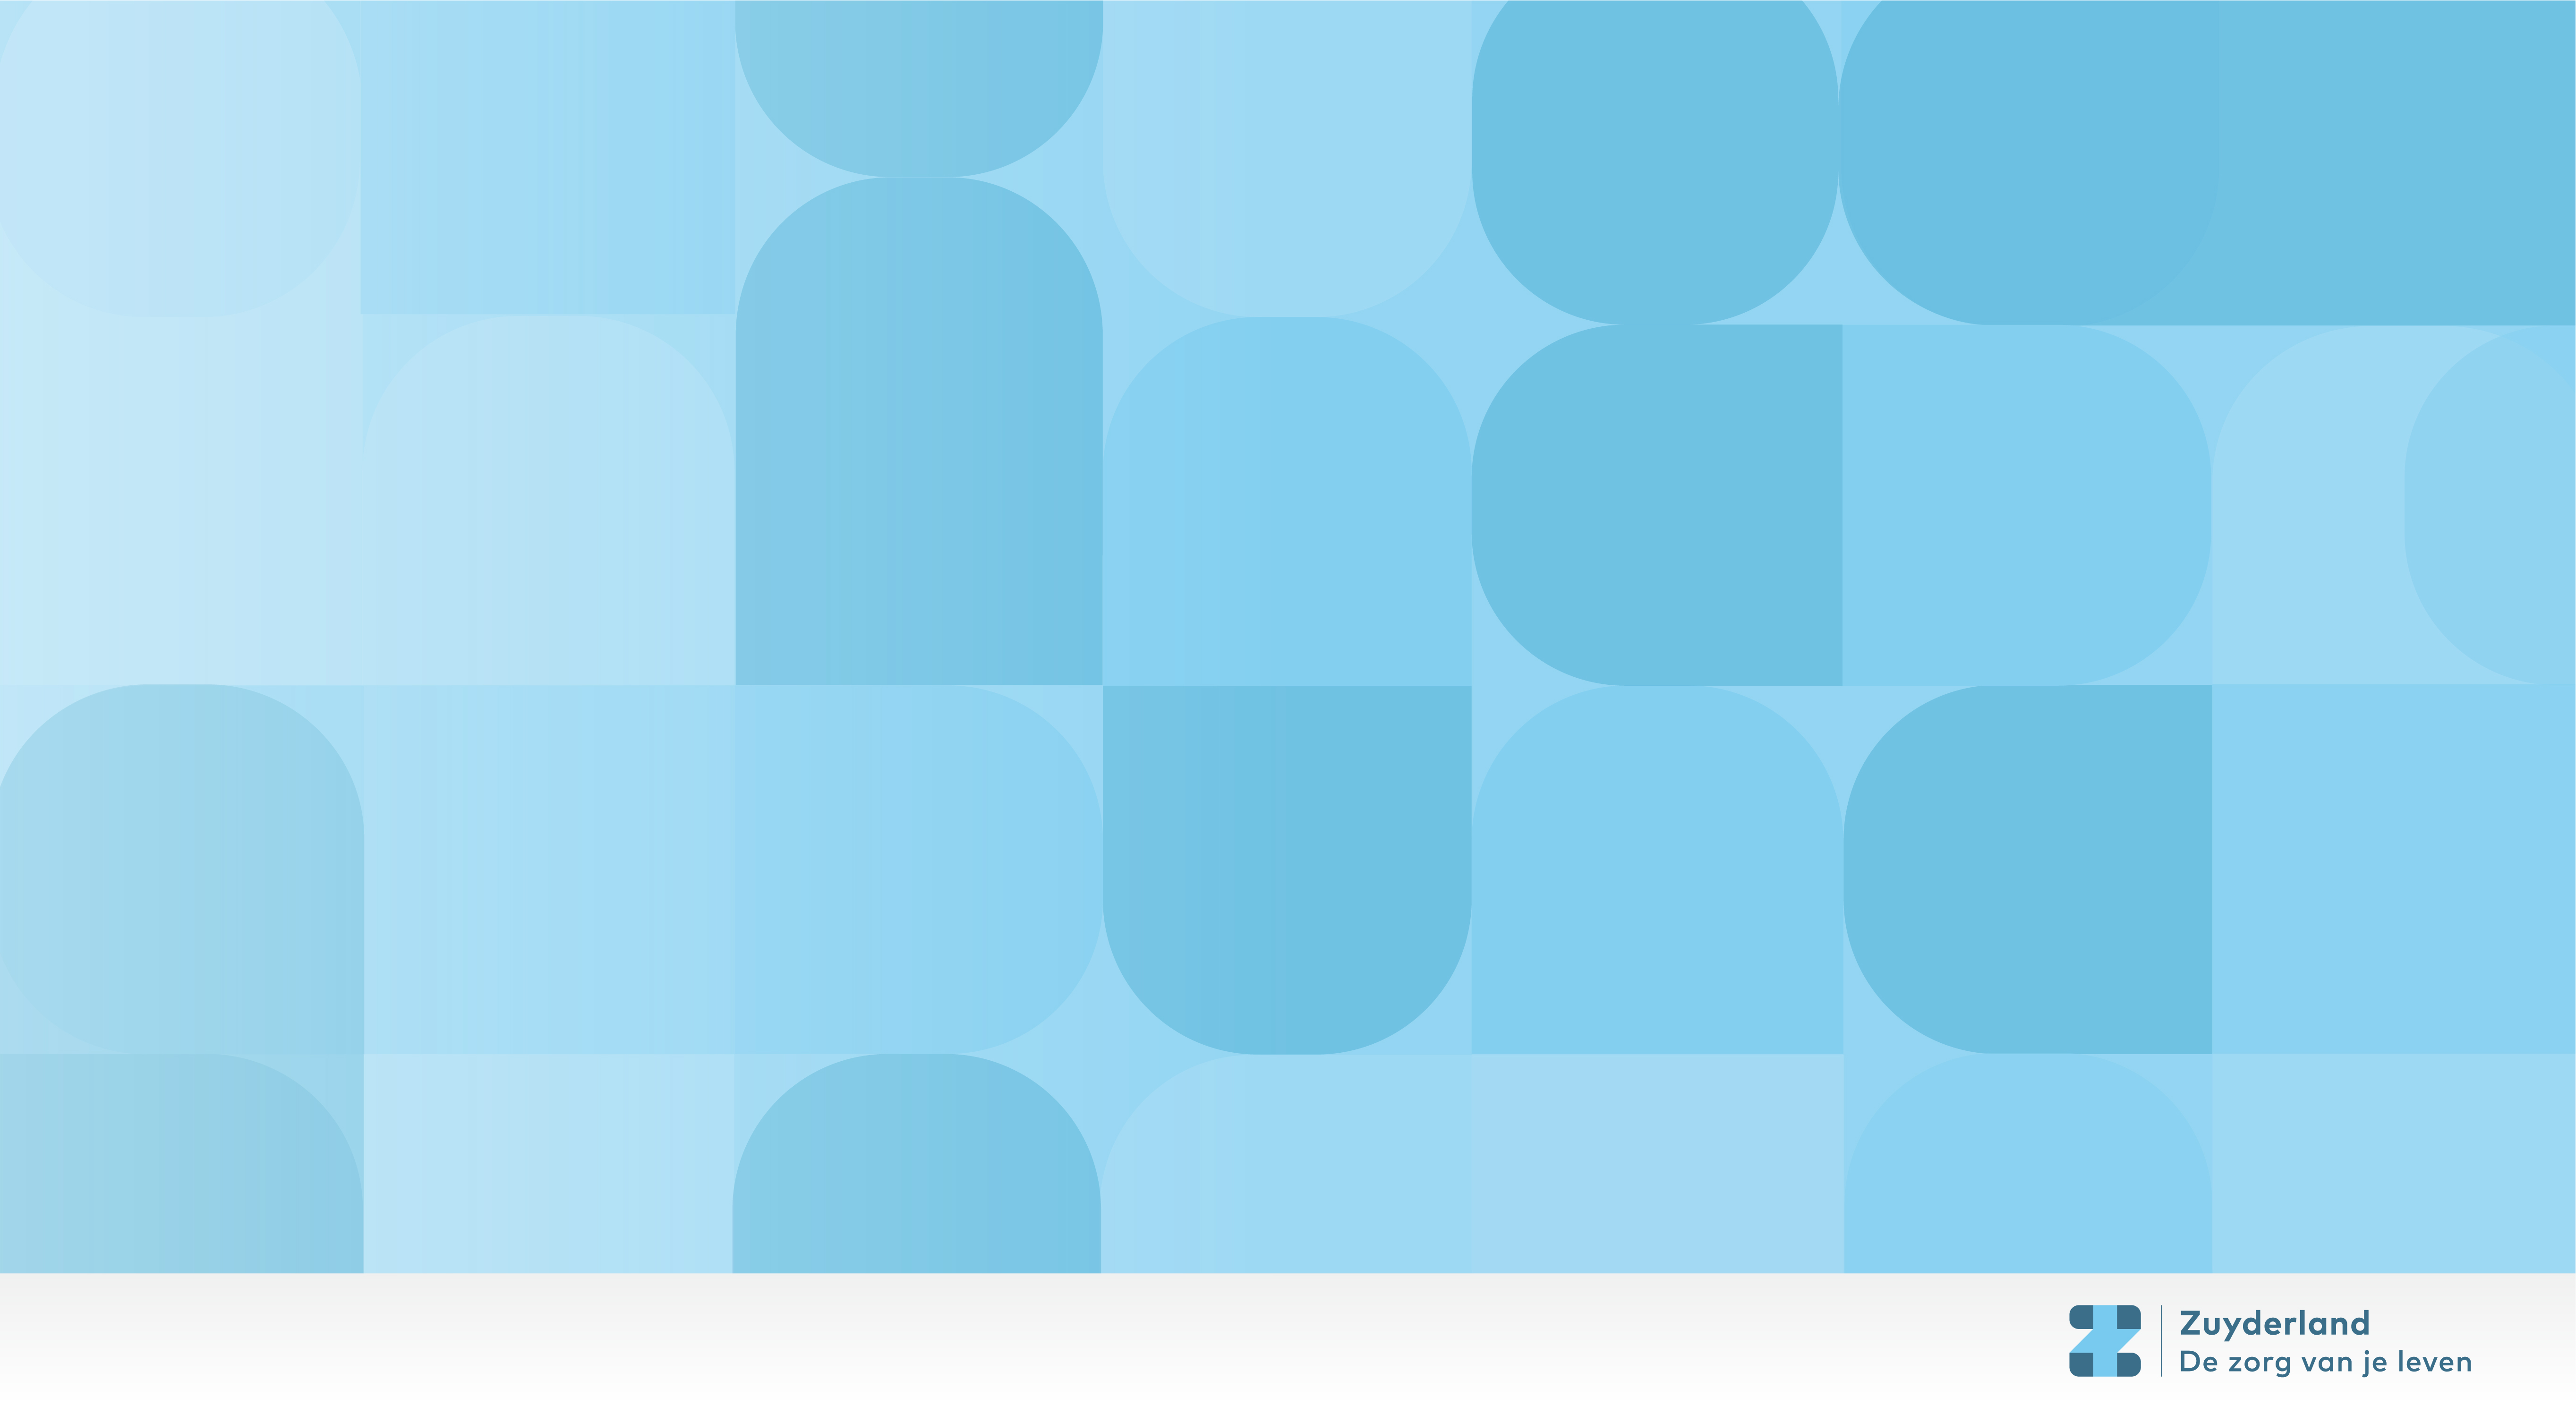 Zuyderland
De zorg van je leven